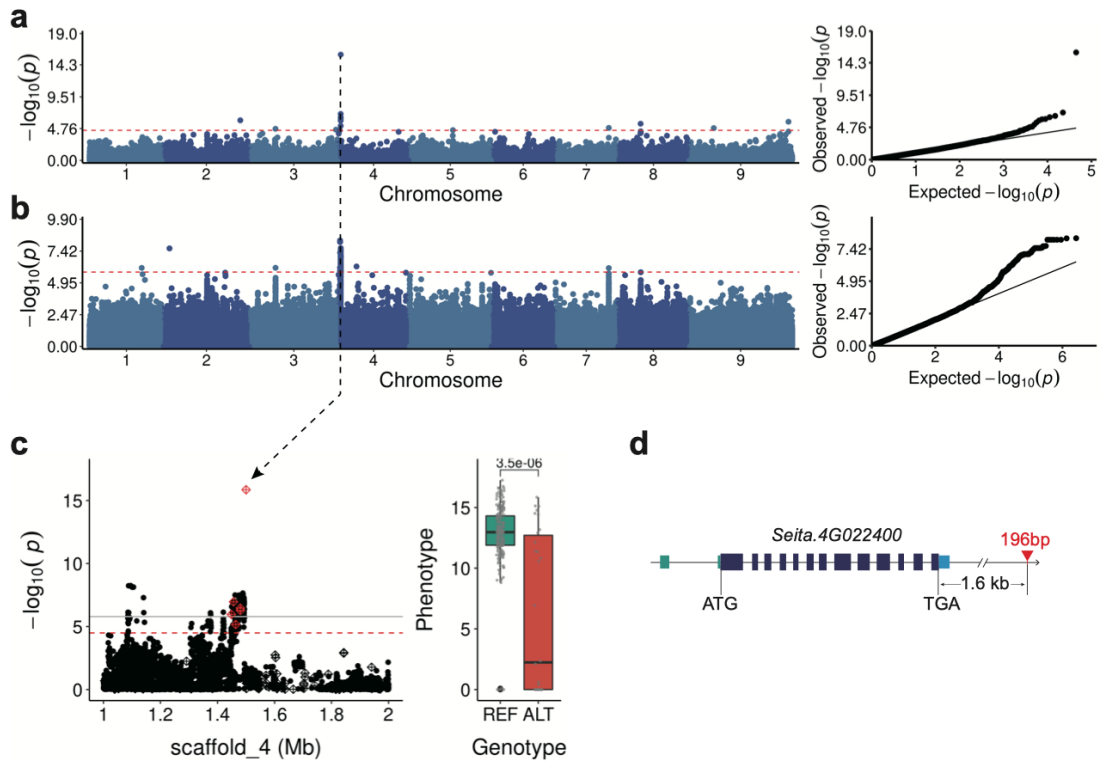 a
19.0
14.3
9.51
4.76
0.00
−log10(p)
1 2 3 4 5 6 7 8 9
Chromosome
19.0
14.3
9.51
4.76
0.00
Observed −log10(p
0 1 2 3 4 5
Expected −log10(p)
b
9.90
7.42
4.95
2.47
0.00
−log10(p)
1 2 3 4 5 6 7 8 9
Chromosome
7.42
4.95
2.47
0.00
Observed −log10(p
0 2 4 6
Expected −log10(p)
c
15
10
5
0
−log10( p)
1 1.2 1.4 1.6 1.8 2
scaffold_4 (Mb)
3.5e-06
15
10
5
0
Phenotype
REF ALT
Genotype
d
Seita.4G022400
196bp
1.6 kb
ATG
TGA